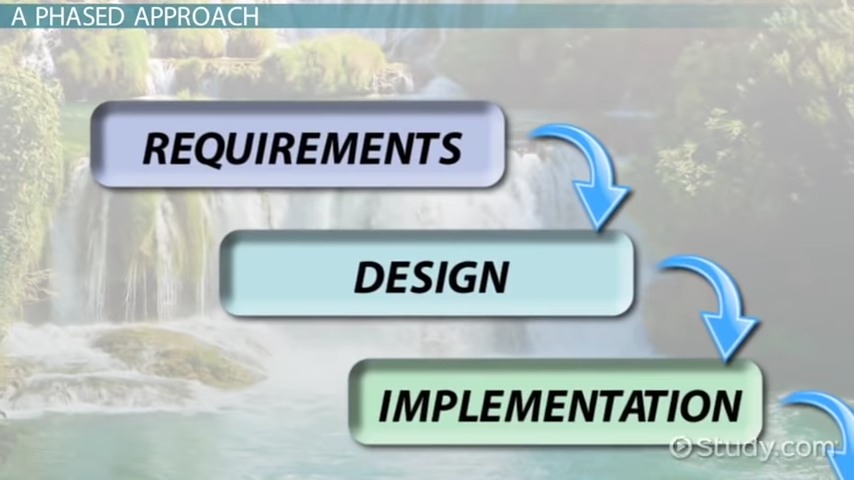 A PHASED APPROACH
REQUIREMENTS
DESIGN
IMPLEMENTATION
Study.com